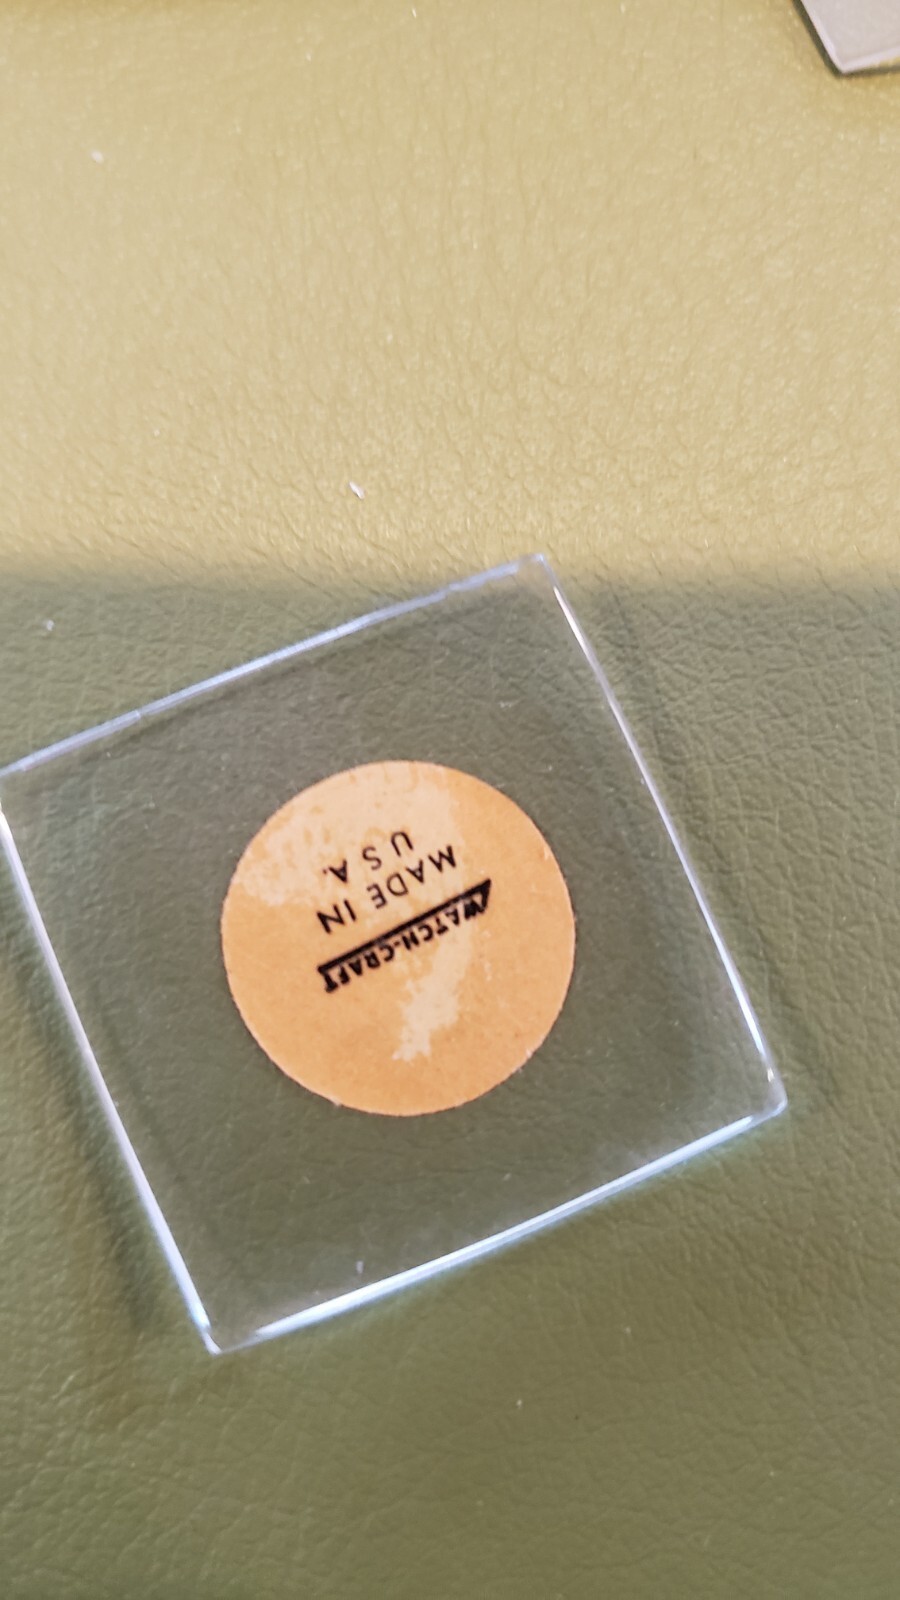 WATCH-CRAFT
MADE IN
U S A.